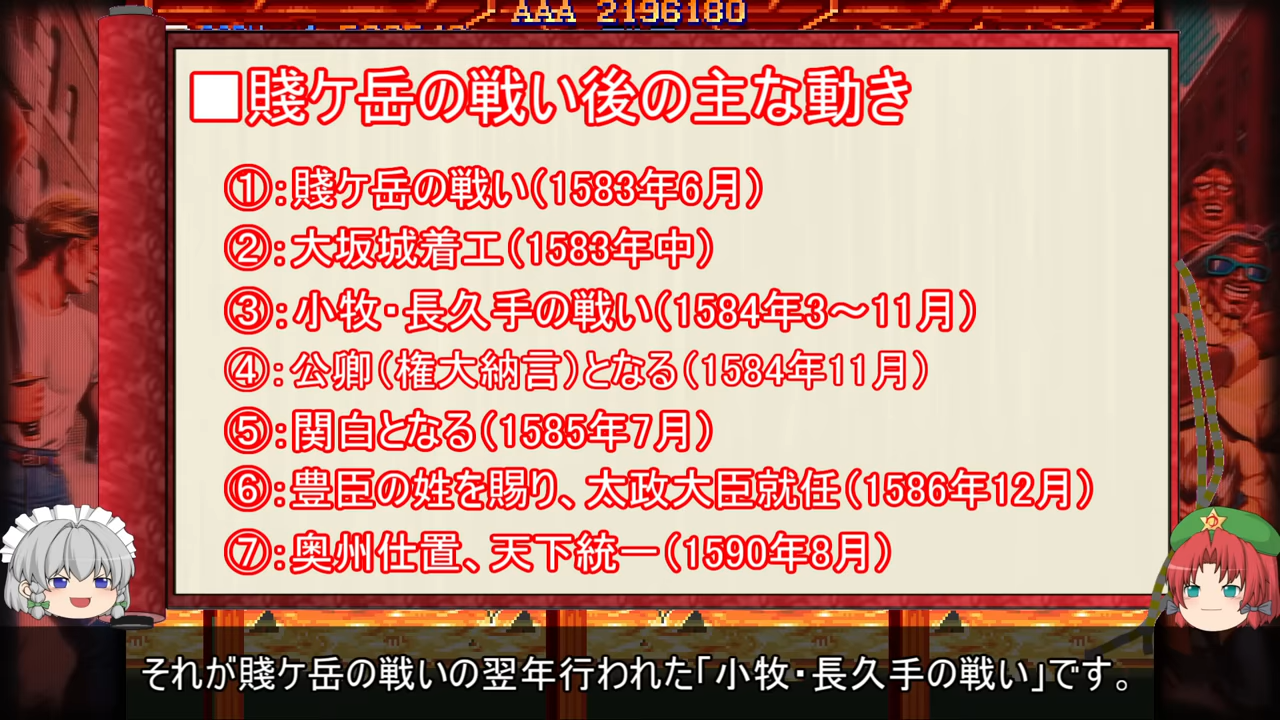 AAA 2196180
■賤ケ岳の戦い後の主な動き
①：賤ケ岳の戦い（1583年6月）
②：大坂城着工（1583年中）
③：小牧・長久手の戦い（1584年3～11月）
④：公卿（権大納言）となる（1584年11月）
⑤：関白となる（1585年7月）
⑥：豊臣の姓を賜り、太政大臣就任（1586年12月）
⑦：奥州仕置、天下統一（1590年8月）
それが賤ケ岳の戦いの翌年行われた「小牧・長久手の戦い」です。